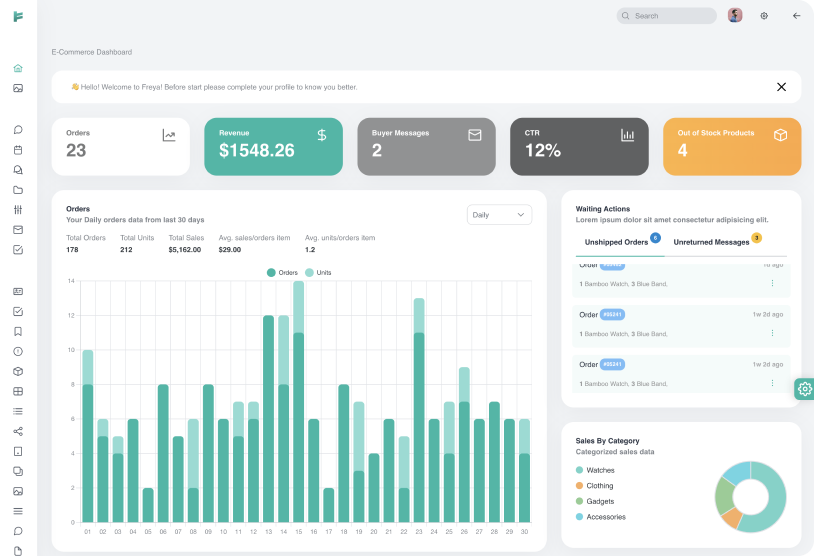 Search
E-Commerce Dashboard
👋 Hello! Welcome to Freya! Before start please complete your profile to know you better.
Orders
23
Revenue
$1548.26
Buyer Messages
2
CTR
12%
Out of Stock Products
4
Orders
Your Daily orders data from last 30 days
Daily
Total Orders Total Units Total Sales Avg. sales/orders item Avg. units/orders item
178 212 $5,162.00 $29.00 1.2
Orders Units
14
12
10
8
6
4
2
0
01 02 03 04 05 06 07 08 09 10 11 12 13 14 15 16 17 18 19 20 21 22 23 24 25 26 27 28 29 30
Waiting Actions
Lorem ipsum dolor sit amet consectetur adipisicing elit.
Unshipped Orders 6 Unreturned Messages 3
Order
1 Bamboo Watch, 3 Blue Band,
Order #05241 1w 2d ago
1 Bamboo Watch, 3 Blue Band,
Order #05241 1w 2d ago
1 Bamboo Watch, 3 Blue Band,
Sales By Category
Categorized sales data
Watches
Clothing
Gadgets
Accessories